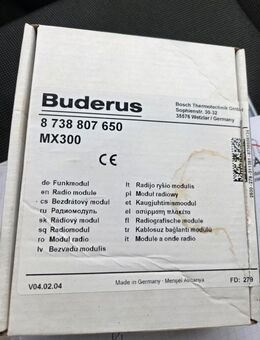 Buderus
Bosch Thermotechnik GmbH
Sophienstr. 30-32
35576 Wetzlar / Germany
8 738 807 650
MX300
CE
de Funkmodul
en Radio module
cs Bezdrátový modul
ru Радиомодуль
sk Rádiový modul
sq Radiomodul
ro Modul radio
lv Bezvadu modulis
lt Radijo ryšio modulis
pl Moduł radiowy
et Kaugjuhtimismoodul
el ασύρματη πλακέτα
fl Radiografische module
tr Kablosuz bağlantı modülü
it Module a onde radio
V04.02.04
Made in Germany - Menşei Almanya
FD: 279